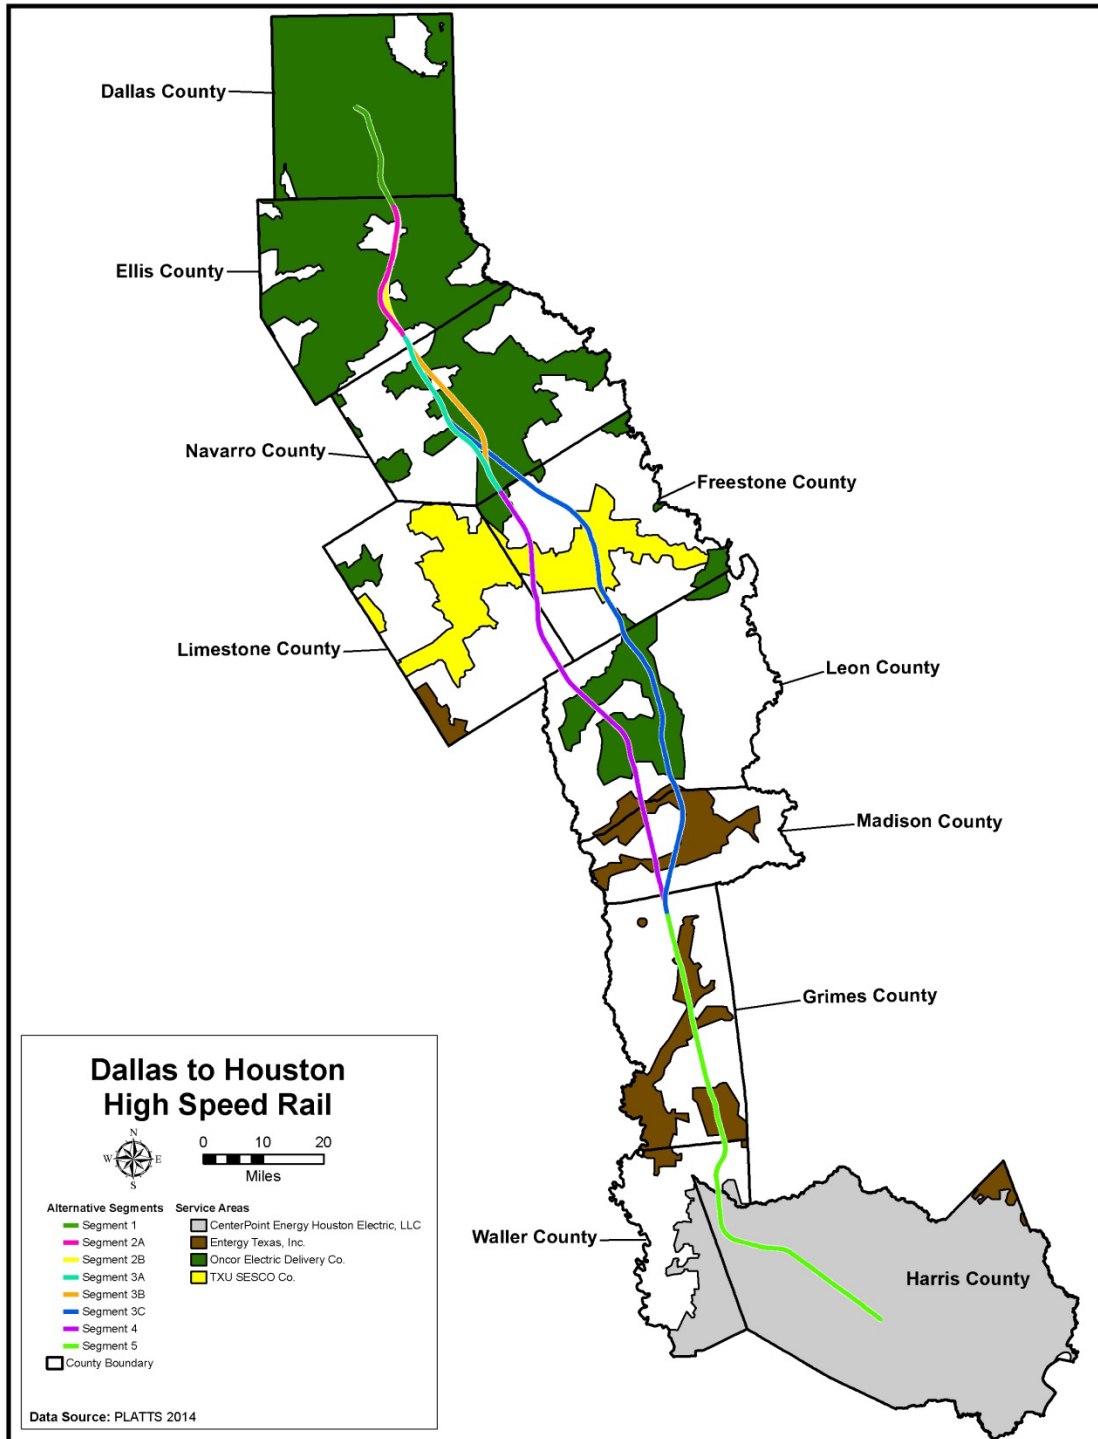 Dallas County
Ellis County
Navarro County
Freestone County
Limestone County
Leon County
Madison County
Grimes County
Waller County
Harris County
Dallas to Houston
High Speed Rail
N
W E
S
0 10 20
Miles
Alternative Segments
Segment 1
Segment 2A
Segment 2B
Segment 3A
Segment 3B
Segment 3C
Segment 4
Segment 5
County Boundary
Service Areas
CenterPoint Energy Houston Electric, LLC
Entergy Texas, Inc.
Oncor Electric Delivery Co.
TXU SESCO Co.
Data Source: PLATTS 2014